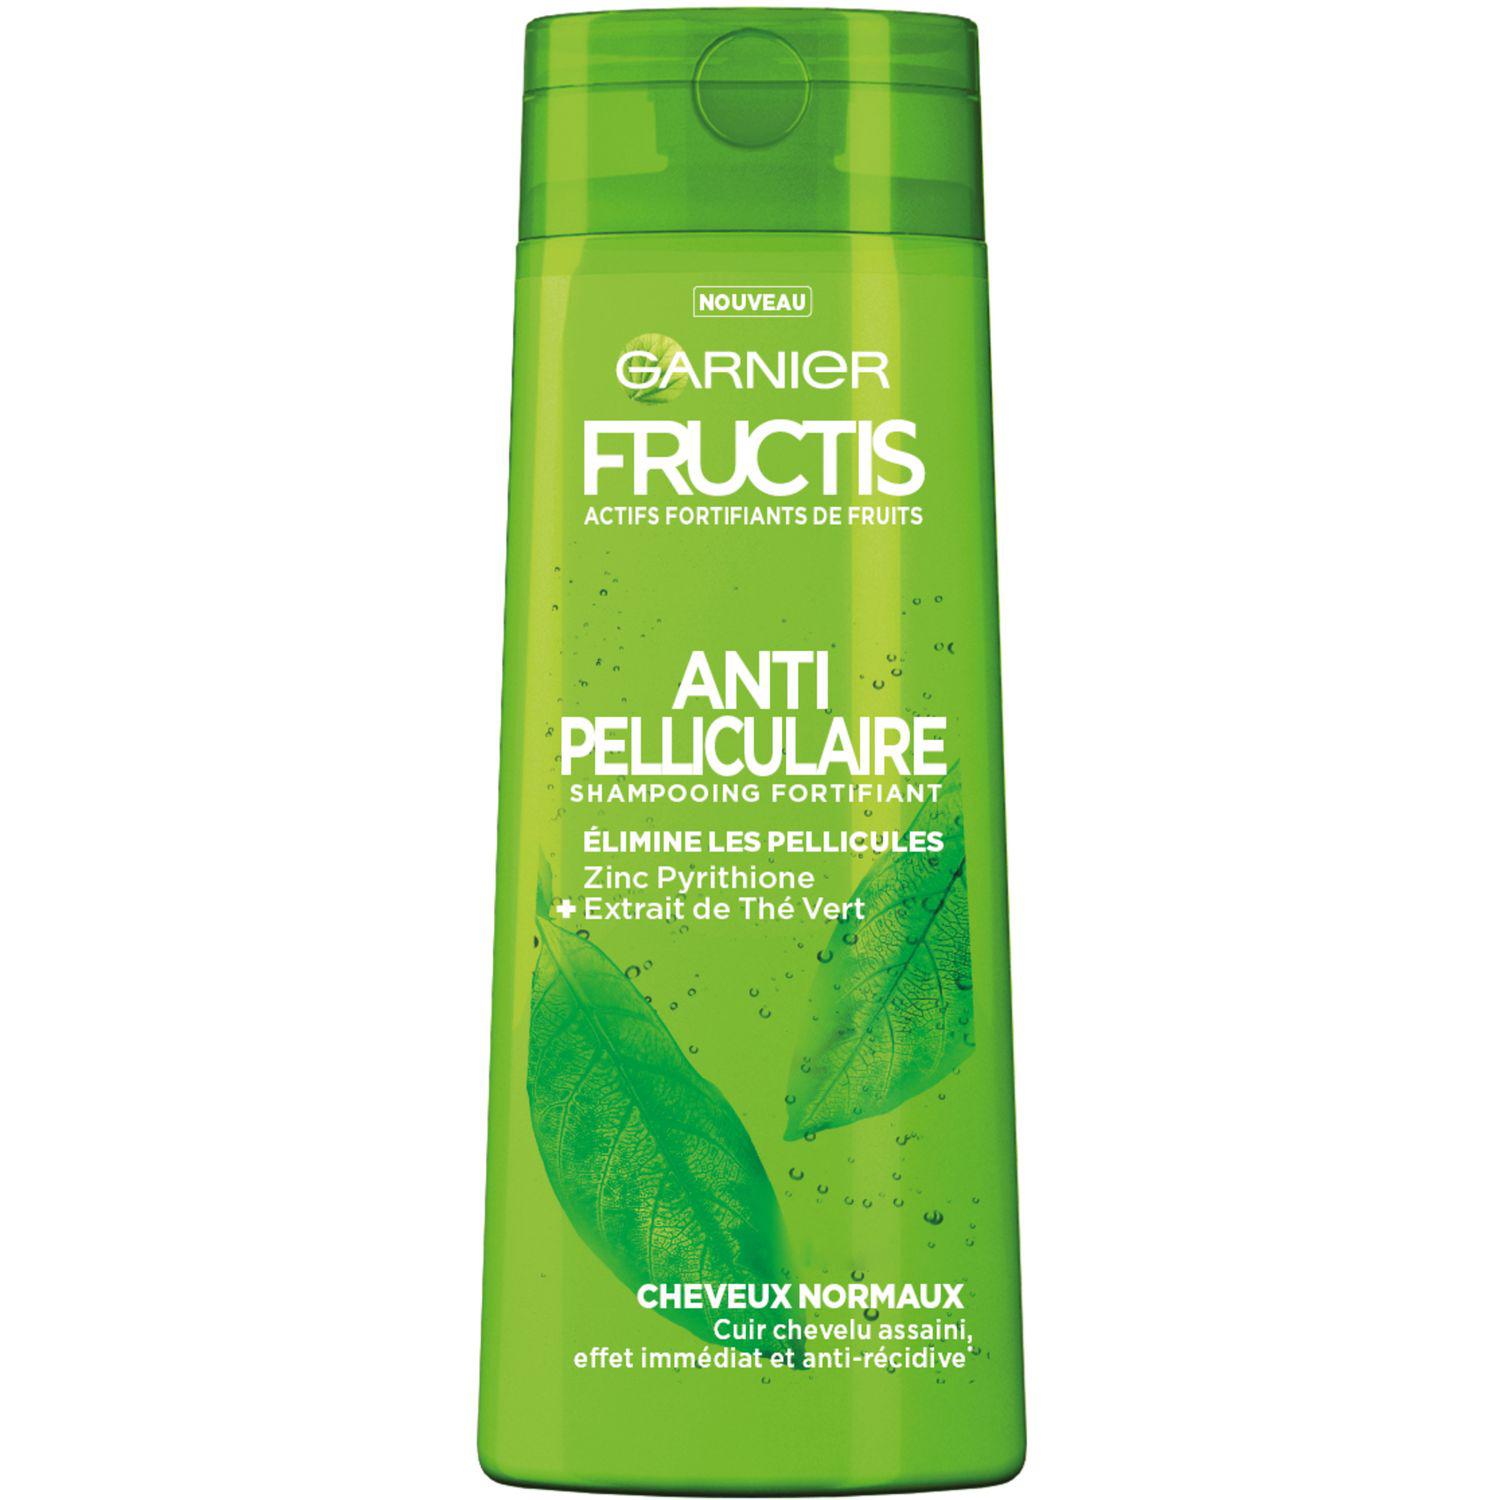 NOUVEAU
GARNIER
FRUCTIS
ACTIFS FORTIFIANTS DE FRUITS
ANTI
PELLICULAIRE
SHAMPOOING FORTIFIANT
ÉLIMINE LES PELLICULES
Zinc Pyrithione
+ Extrait de Thé Vert
CHEVEUX NORMAUX
Cuir chevelu assaini,
effet immédiat et anti-récidive*